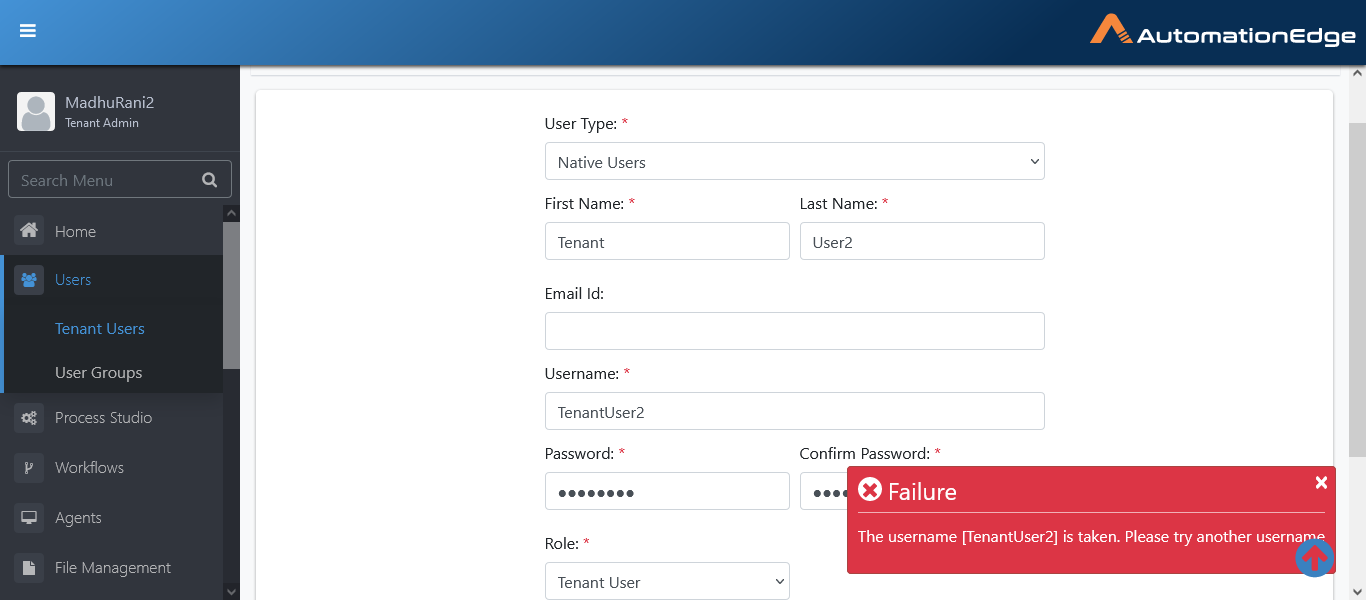 AutomationEdge
MadhuRani2
Tenant Admin
Search Menu
Home
Users
Tenant Users
User Groups
Process Studio
Workflows
Agents
File Management
User Type: *
Native Users
First Name: * Last Name: *
Tenant User2
Email Id:
Username: *
TenantUser2
Password: * Confirm Password: *
Role: *
Tenant User
Failure
The username [TenantUser2] is taken. Please try another username